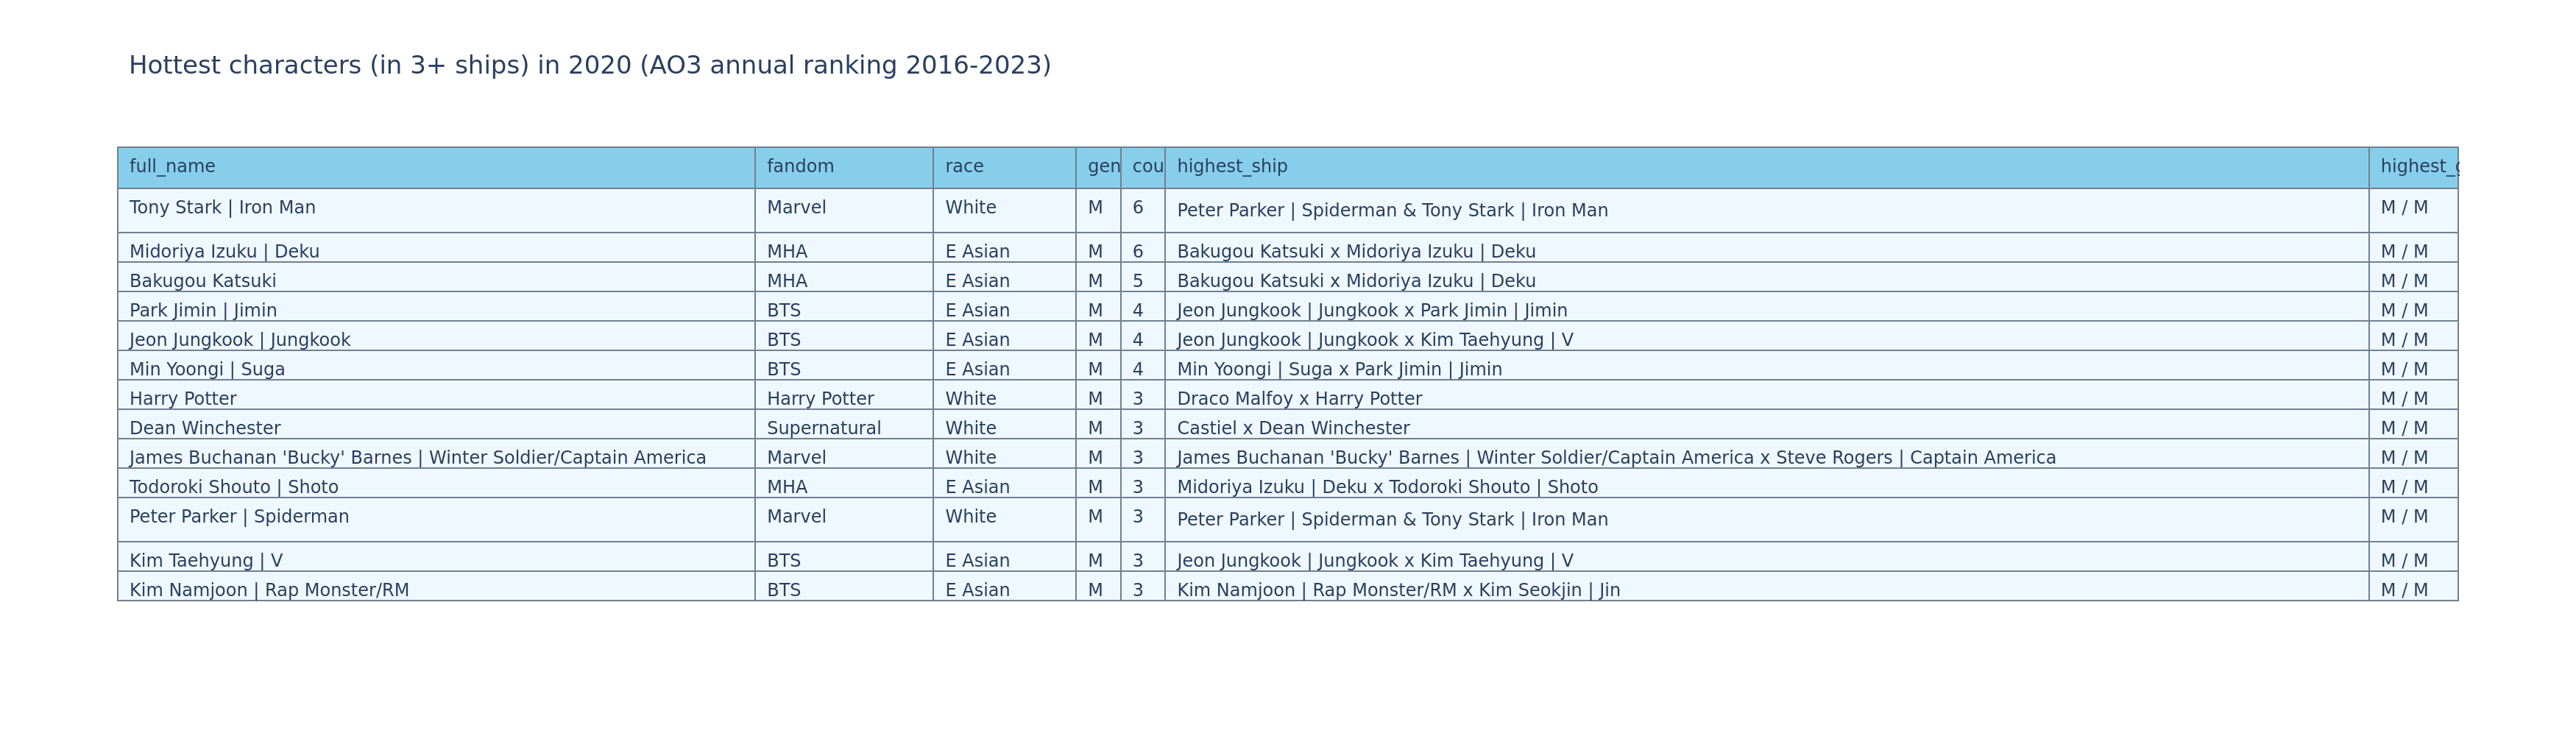 Hottest characters (in 3+ ships) in 2020 (AO3 annual ranking 2016-2023)
full_name fandom race gen cou highest_ship highest_g
Tony Stark | Iron Man Marvel White M 6 Peter Parker | Spiderman & Tony Stark | Iron Man M / M
Midoriya Izuku | Deku MHA E Asian M 6 Bakugou Katsuki x Midoriya Izuku | Deku M / M
Bakugou Katsuki MHA E Asian M 5 Bakugou Katsuki x Midoriya Izuku | Deku M / M
Park Jimin | Jimin BTS E Asian M 4 Jeon Jungkook | Jungkook x Park Jimin | Jimin M / M
Jeon Jungkook | Jungkook BTS E Asian M 4 Jeon Jungkook | Jungkook x Kim Taehyung | V M / M
Min Yoongi | Suga BTS E Asian M 4 Min Yoongi | Suga x Park Jimin | Jimin M / M
Harry Potter Harry Potter White M 3 Draco Malfoy x Harry Potter M / M
Dean Winchester Supernatural White M 3 Castiel x Dean Winchester M / M
James Buchanan 'Bucky' Barnes | Winter Soldier/Captain America Marvel White M 3 James Buchanan 'Bucky' Barnes | Winter Soldier/Captain America x Steve Rogers | Captain America M / M
Todoroki Shouto | Shoto MHA E Asian M 3 Midoriya Izuku | Deku x Todoroki Shouto | Shoto M / M
Peter Parker | Spiderman Marvel White M 3 Peter Parker | Spiderman & Tony Stark | Iron Man M / M
Kim Taehyung | V BTS E Asian M 3 Jeon Jungkook | Jungkook x Kim Taehyung | V M / M
Kim Namjoon | Rap Monster/RM BTS E Asian M 3 Kim Namjoon | Rap Monster/RM x Kim Seokjin | Jin M / M